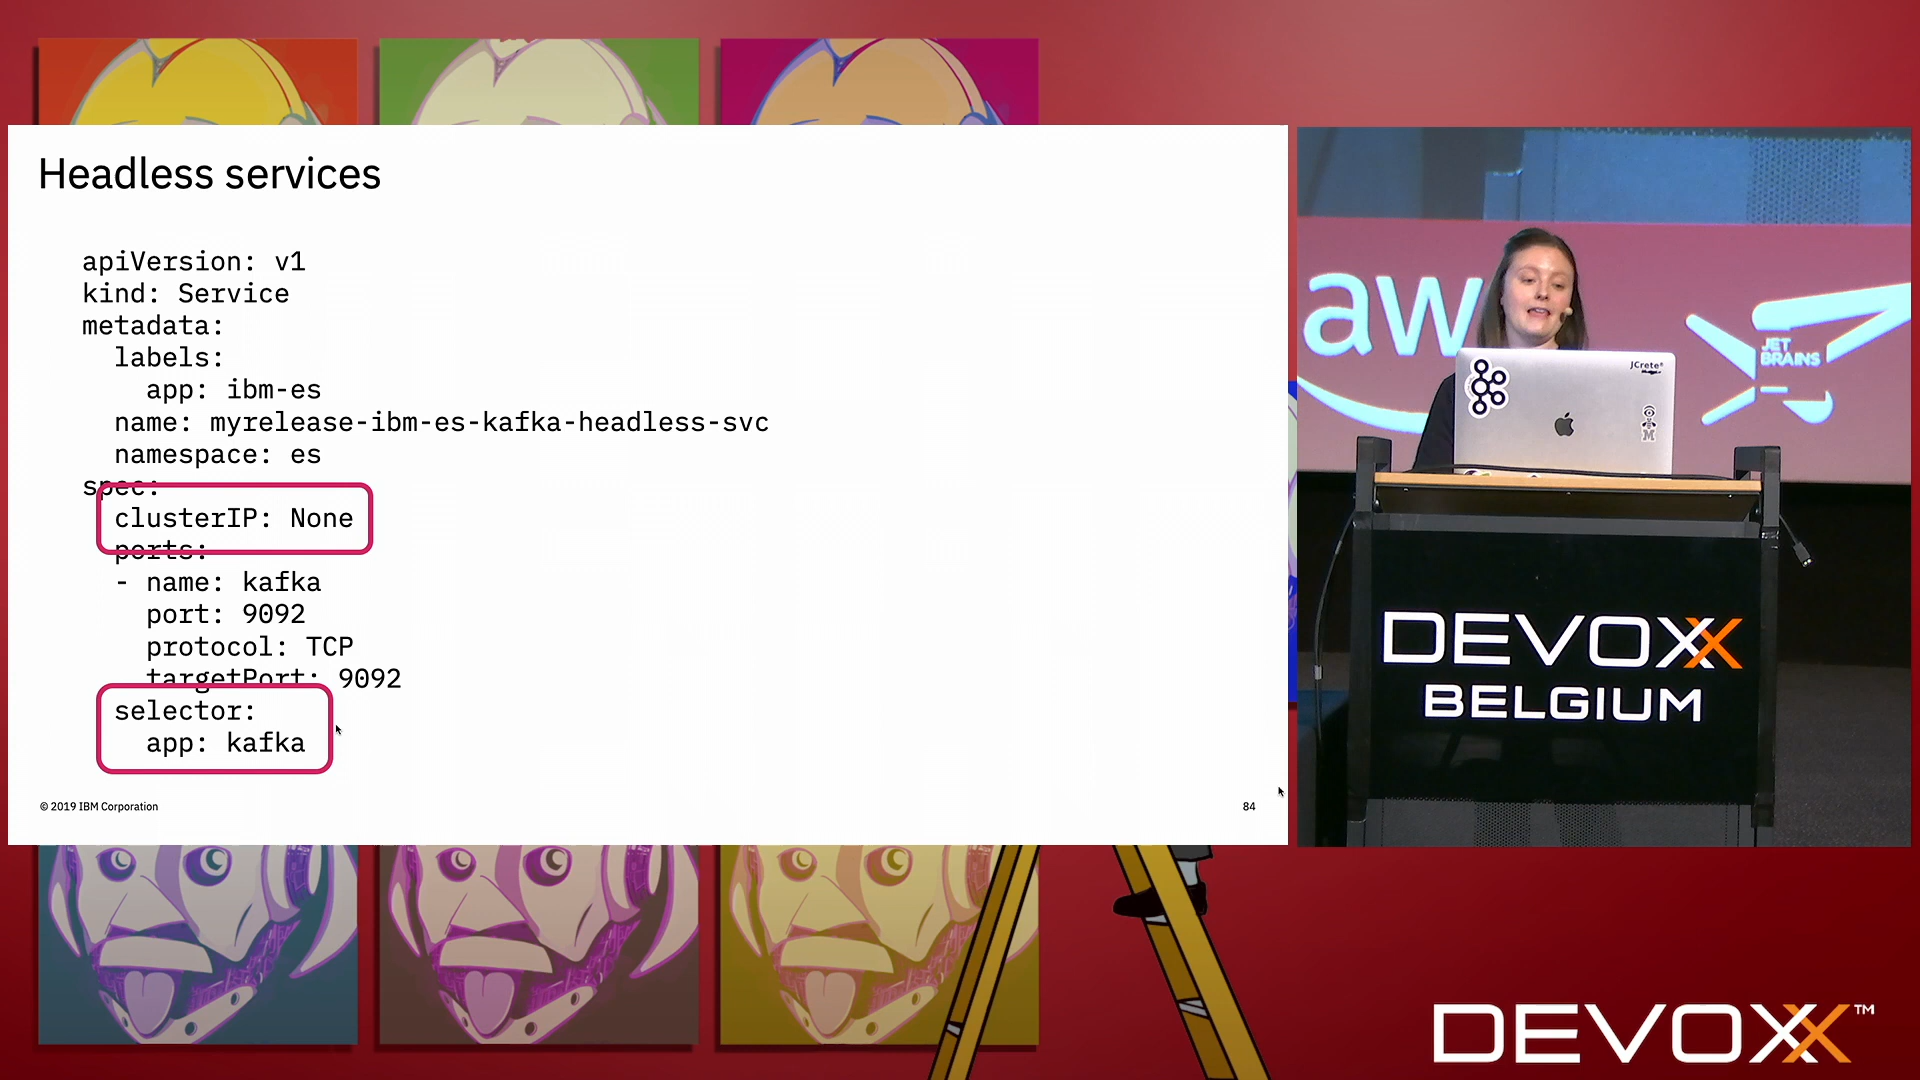 Headless services
apiVersion: v1
kind: Service
metadata:
  labels:
    app: ibm-es
  name: myrelease-ibm-es-kafka-headless-svc
  namespace: es
spec:
  clusterIP: None
  ports:
  - name: kafka
    port: 9092
    protocol: TCP
    targetPort: 9092
  selector:
    app: kafka
© 2019 IBM Corporation
84
aw
JET
BRAINS
JCrete
M
DEVOXX
BELGIUM
DEVOXX™